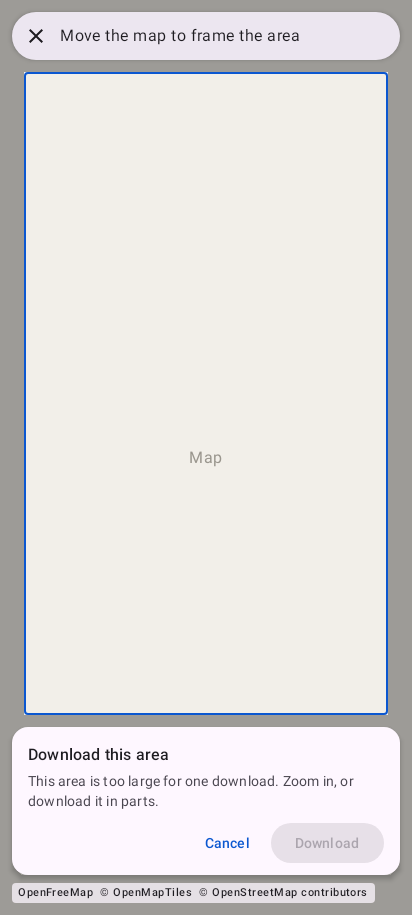 Move the map to frame the area
Map
Download this area
This area is too large for one download. Zoom in, or
download it in parts.
Cancel
Download
OpenFreeMap © OpenMapTiles © OpenStreetMap contributors